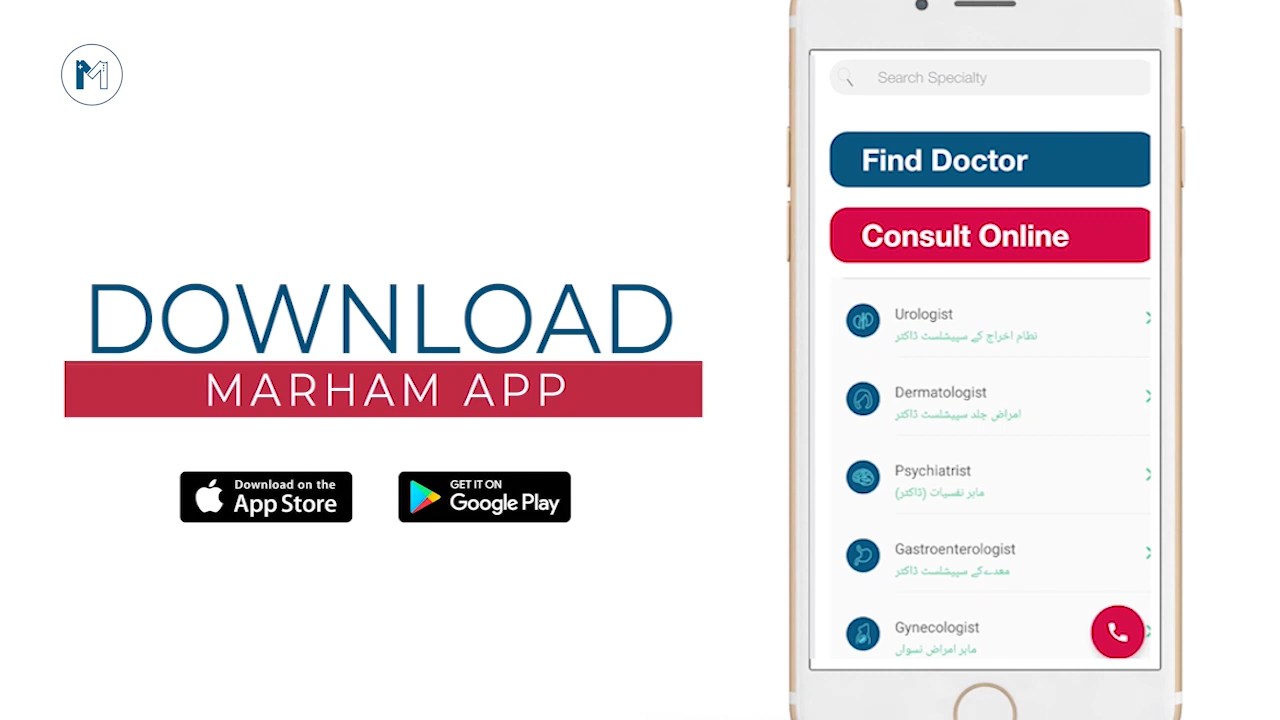 M
DOWNLOAD
MARHAM APP
Download on the
App Store
GET IT ON
Google Play
Search Specialty
Find Doctor
Consult Online
Urologist
نظام اخراج کے سپیشلسٹ ڈاکٹر
Dermatologist
امراض جلد سپیشلسٹ ڈاکٹر
Psychiatrist
ماہر نفسیات (ڈاکٹر)
Gastroenterologist
معدےکے سپیشلسٹ ڈاکٹر
Gynecologist
ماہر امراض نسواں